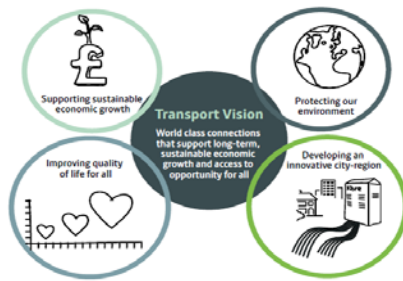 Supporting sustainable
economic growth
Protecting our
environment
Transport Vision
World class connections
that support long-term,
sustainable economic
growth and access to
opportunity for all
Improving quality
of life for all
Developing an
innovative city-region